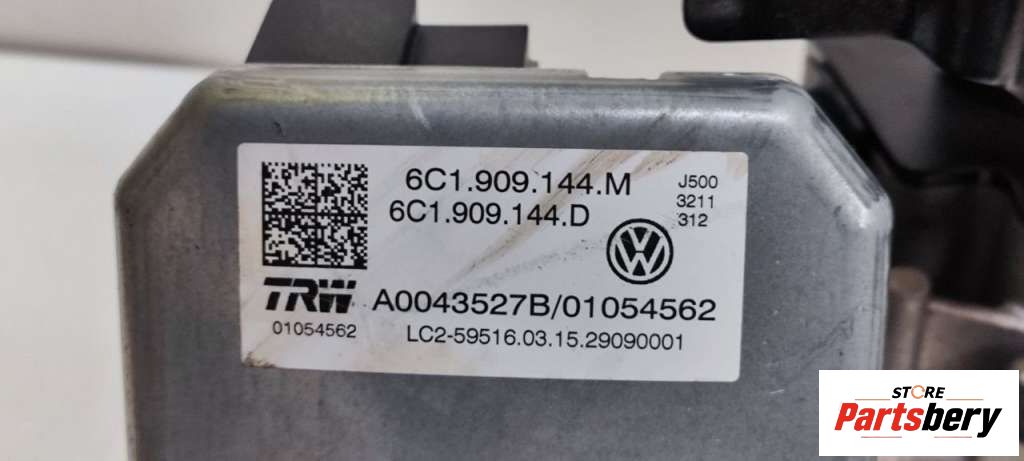 6C1.909.144.M
6C1.909.144.D
J500
3211
312
TRW
A0043527B/01054562
01054562
LC2-59516.03.15.29090001
STORE
Partsbery